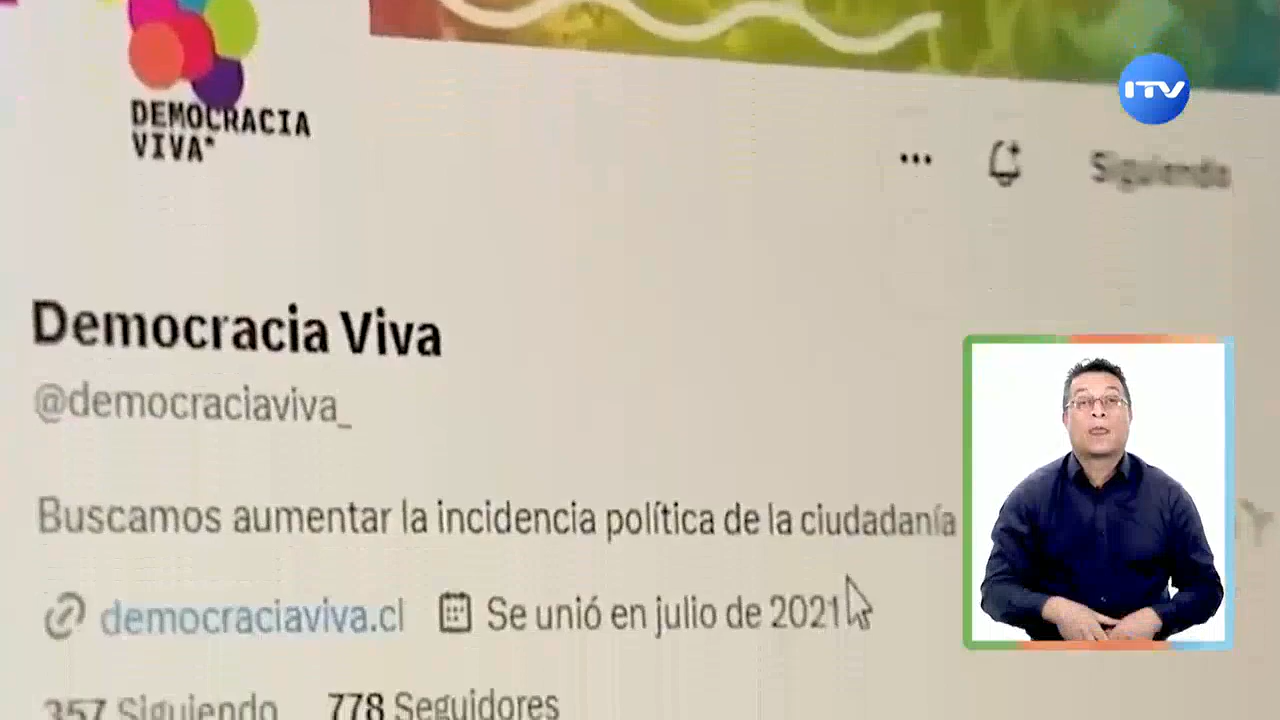 DEMOCRACIA
VIVA*
ITV
Siguiendo
Democracia Viva
@democraciaviva_
Buscamos aumentar la incidencia política de la ciudadanía
democraciaviva.cl Se unió en julio de 2021
357 Siguiendo 778 Seguidores